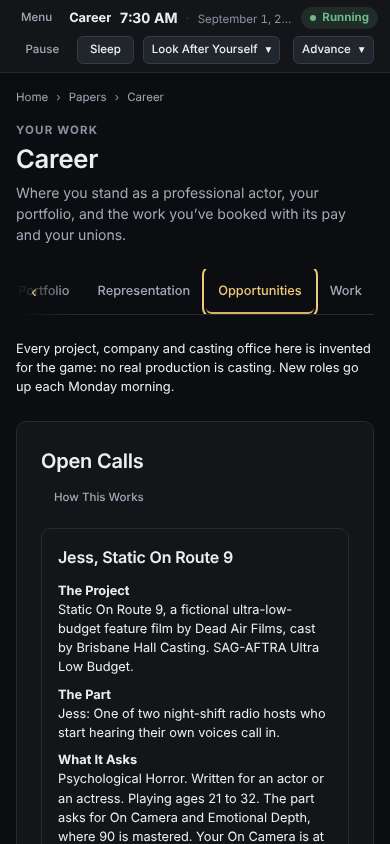 Menu Career 7:30 AM · September 1, 2... Running
Pause Sleep Look After Yourself ▾ Advance ▾
Home › Papers › Career
YOUR WORK
Career
Where you stand as a professional actor, your
portfolio, and the work you've booked with its pay
and your unions.
‹ Portfolio Representation Opportunities Work
Every project, company and casting office here is invented
for the game: no real production is casting. New roles go
up each Monday morning.
Open Calls
How This Works
Jess, Static On Route 9
The Project
Static On Route 9, a fictional ultra-low-
budget feature film by Dead Air Films, cast
by Brisbane Hall Casting. SAG-AFTRA Ultra
Low Budget.
The Part
Jess: One of two night-shift radio hosts who
start hearing their own voices call in.
What It Asks
Psychological Horror. Written for an actor or
an actress. Playing ages 21 to 32. The part
asks for On Camera and Emotional Depth,
where 90 is mastered. Your On Camera is at